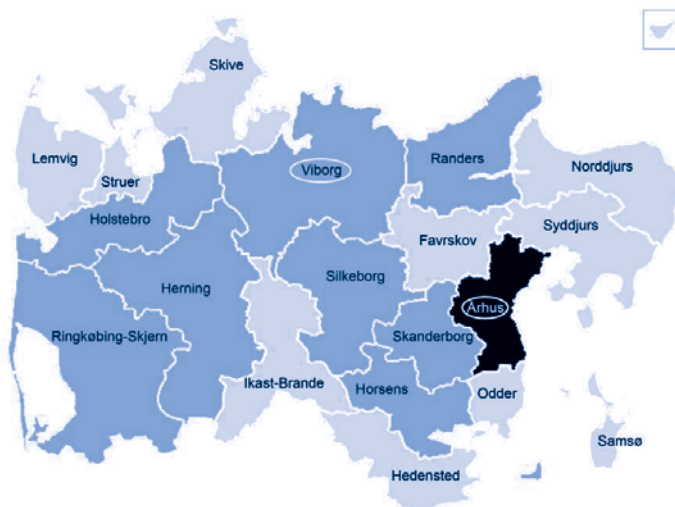 Skive
Lemvig
Struer
Viborg
Randers
Norddjurs
Holstebro
Favrskov
Syddjurs
Herning
Silkeborg
Århus
Ringkøbing-Skjern
Skanderborg
Ikast-Brande
Horsens
Odder
Samsø
Hedensted